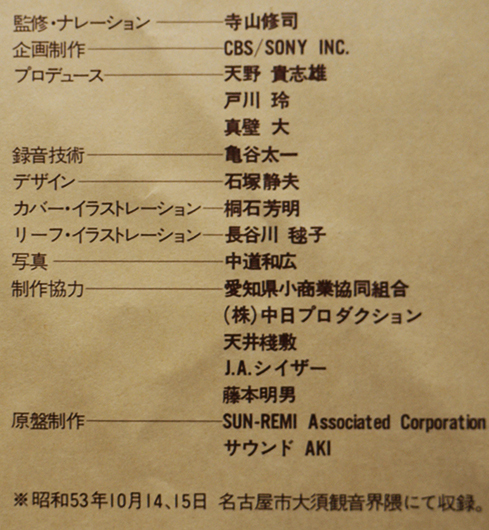 監修・ナレーション 寺山修司
企画制作 CBS/SONY INC.
プロデュース 天野 貴志雄
戸川 玲
真壁 大
録音技術 亀谷太一
デザイン 石塚静夫
カバー・イラストレーション 桐石芳明
リーフ・イラストレーション 長谷川 毬子
写真 中道和広
制作協力 愛知県小商業協同組合
(株)中日プロダクション
天井棧敷
J.A.シイザー
藤本明男
原盤制作 SUN-REMI Associated Corporation
サウンド AKI
※昭和53年10月14、15日 名古屋市大須観音界隈にて収録。